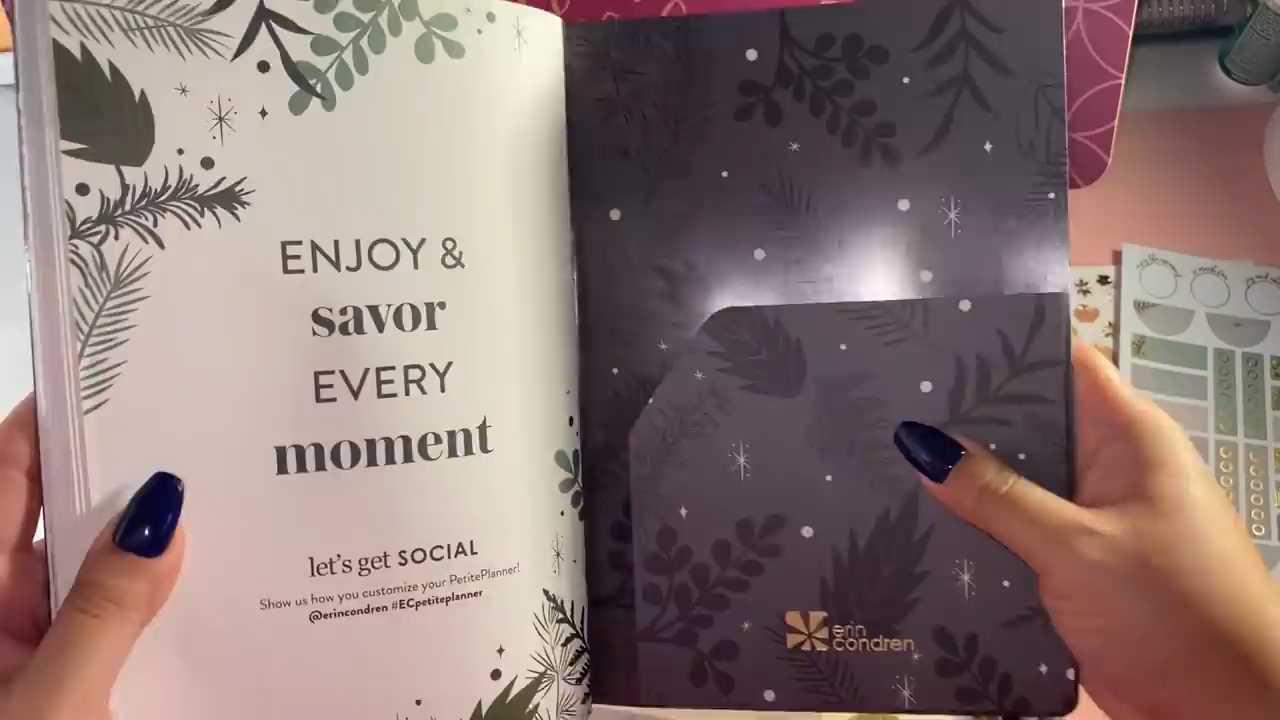 ENJOY &
savor
EVERY
moment
let's get SOCIAL
Show us how you customize your PetitePlanner!
@erincondren #ECpetiteplanner
erin
condren